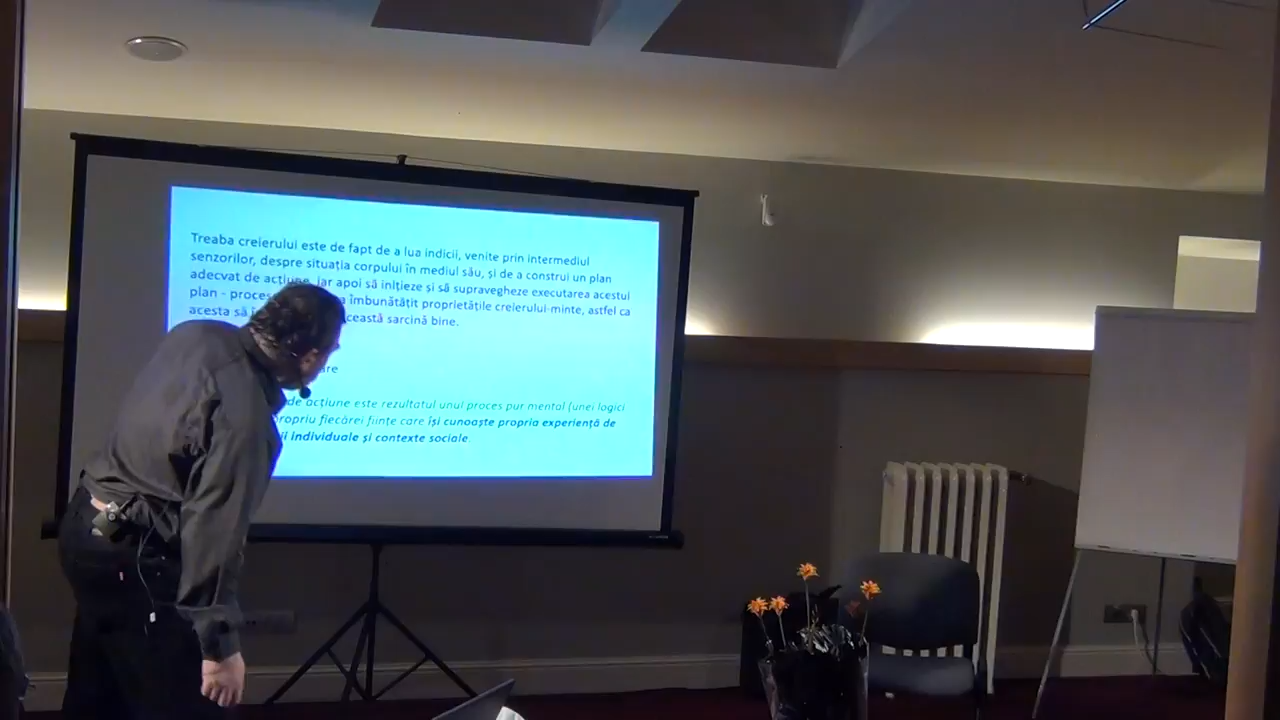 Treaba creierului este de fapt de a lua indicii, venite prin intermediul
senzorilor, despre situația corpului în mediul său, și de a construi un plan
adecvat de acțiune, iar apoi să inițieze și să supravegheze executarea acestui
plan - proces a îmbunătățit proprietățile creierului-minte, astfel ca
acesta să această sarcină bine.
de acțiune este rezultatul unui proces pur mental (unei logici
propriu fiecărei ființe care își cunoaște propria experiență de
individuale și contexte sociale.